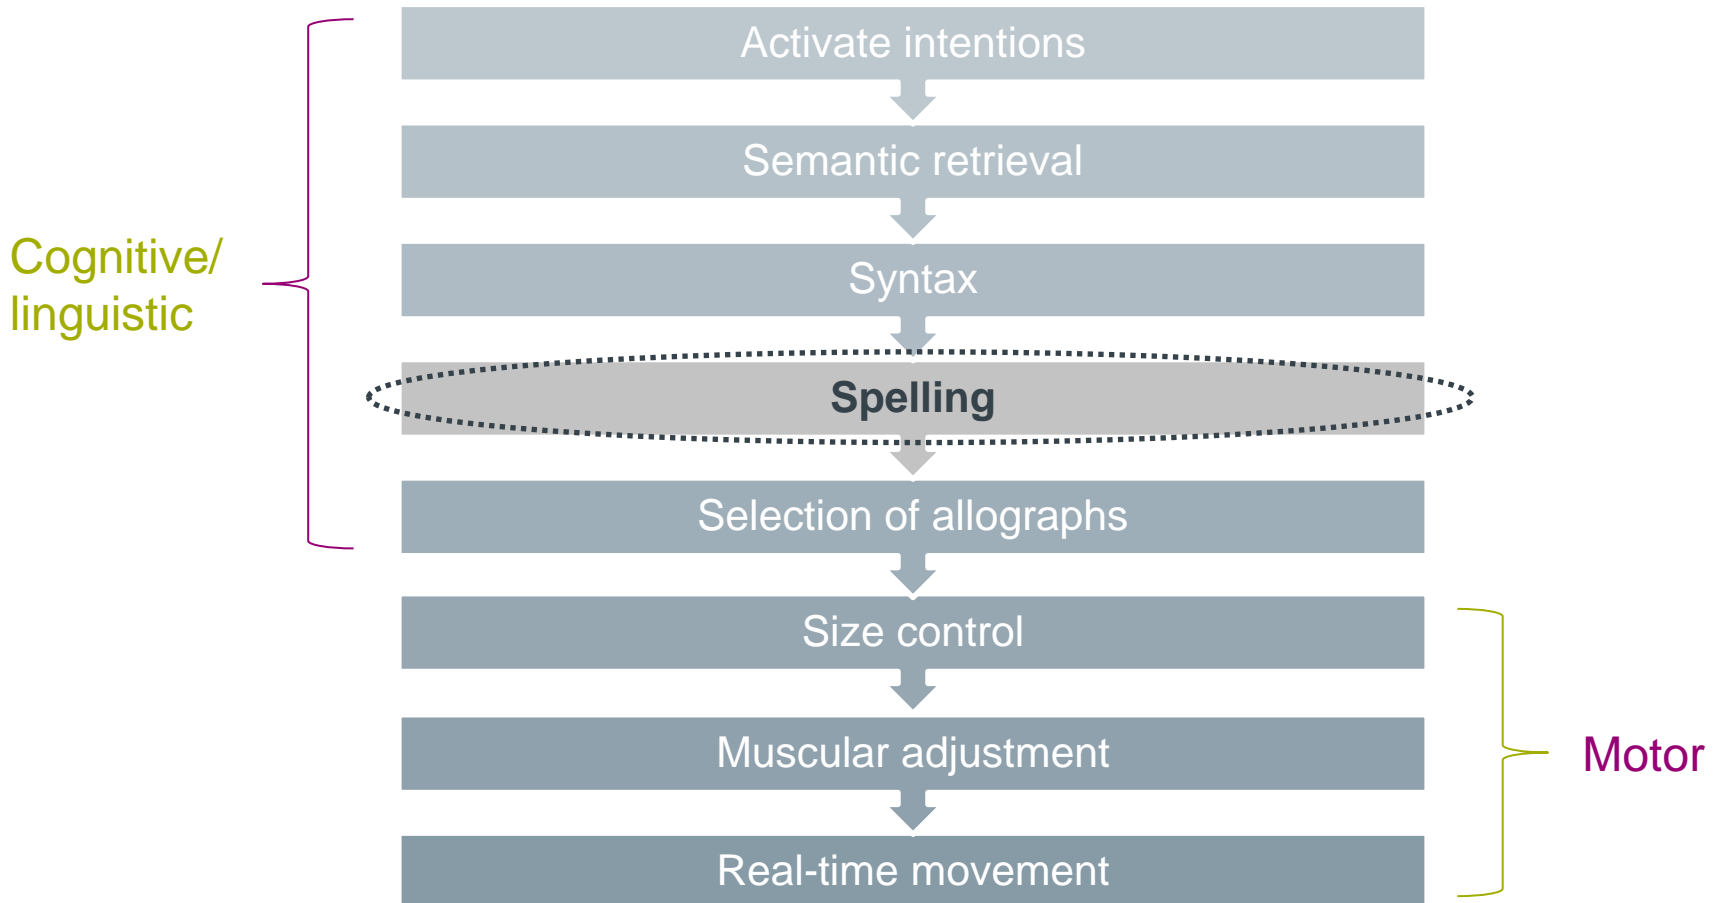 Activate intentions
Semantic retrieval
Cognitive/
linguistic
Syntax
Spelling
Selection of allographs
Size control
Muscular adjustment
Motor
Real-time movement